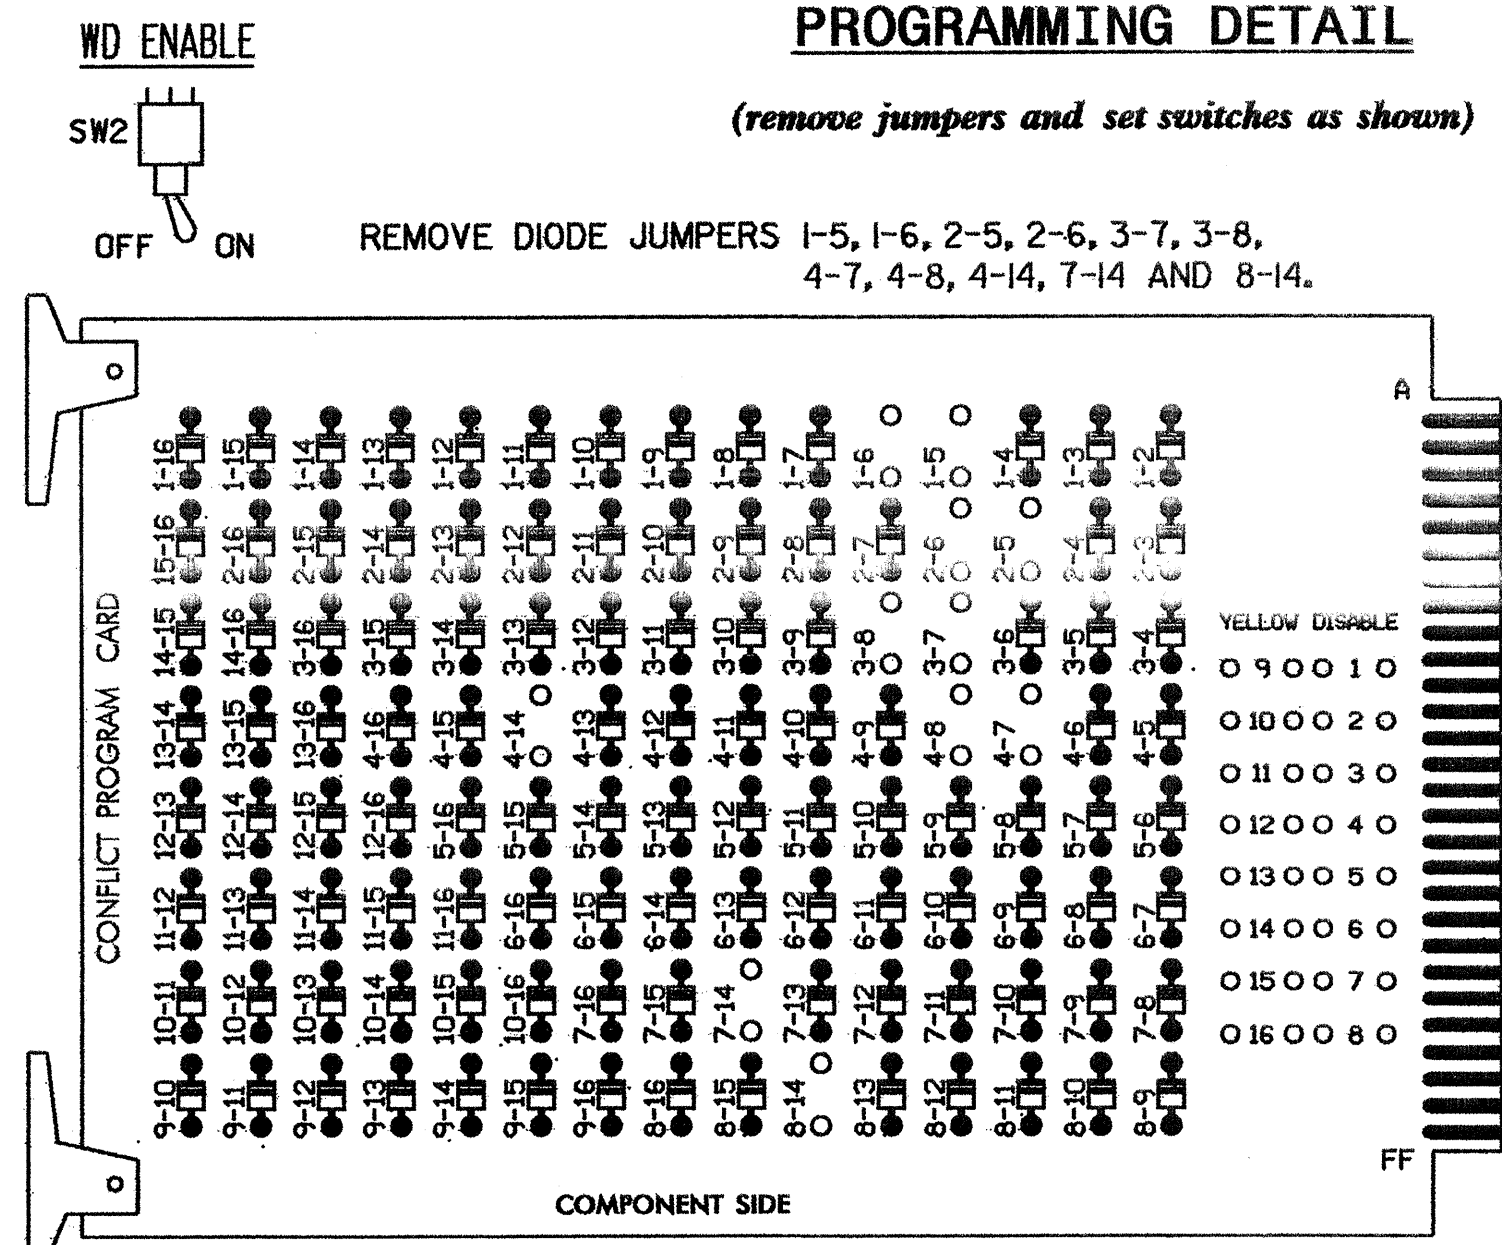 WD ENABLE
PROGRAMMING DETAIL
(remove jumpers and set switches as shown)
SW2
OFF ON
REMOVE DIODE JUMPERS 1-5, 1-6, 2-5, 2-6, 3-7, 3-8,
4-7, 4-8, 4-14, 7-14 AND 8-14.
A
CONFLICT PROGRAM CARD
1-16 1-15 1-14 1-13 1-12 1-11 1-10 1-9 1-8 1-7 1-6 1-5 1-4 1-3 1-2
15-16 2-16 2-15 2-14 2-13 2-12 2-11 2-10 2-9 2-8 2-7 2-6 2-5 2-4 2-3
14-15 14-16 3-16 3-15 3-14 3-13 3-12 3-11 3-10 3-9 3-8 3-7 3-6 3-5 3-4
13-14 13-15 13-16 4-16 4-15 4-14 4-13 4-12 4-11 4-10 4-9 4-8 4-7 4-6 4-5
12-13 12-14 12-15 12-16 5-16 5-15 5-14 5-13 5-12 5-11 5-10 5-9 5-8 5-7 5-6
11-12 11-13 11-14 11-15 11-16 6-16 6-15 6-14 6-13 6-12 6-11 6-10 6-9 6-8 6-7
10-11 10-12 10-13 10-14 10-15 10-16 7-16 7-15 7-14 7-13 7-12 7-11 7-10 7-9 7-8
9-10 9-11 9-12 9-13 9-14 9-15 9-16 8-16 8-15 8-14 8-13 8-12 8-11 8-10 8-9
YELLOW DISABLE
9 1
10 2
11 3
12 4
13 5
14 6
15 7
16 8
FF
COMPONENT SIDE